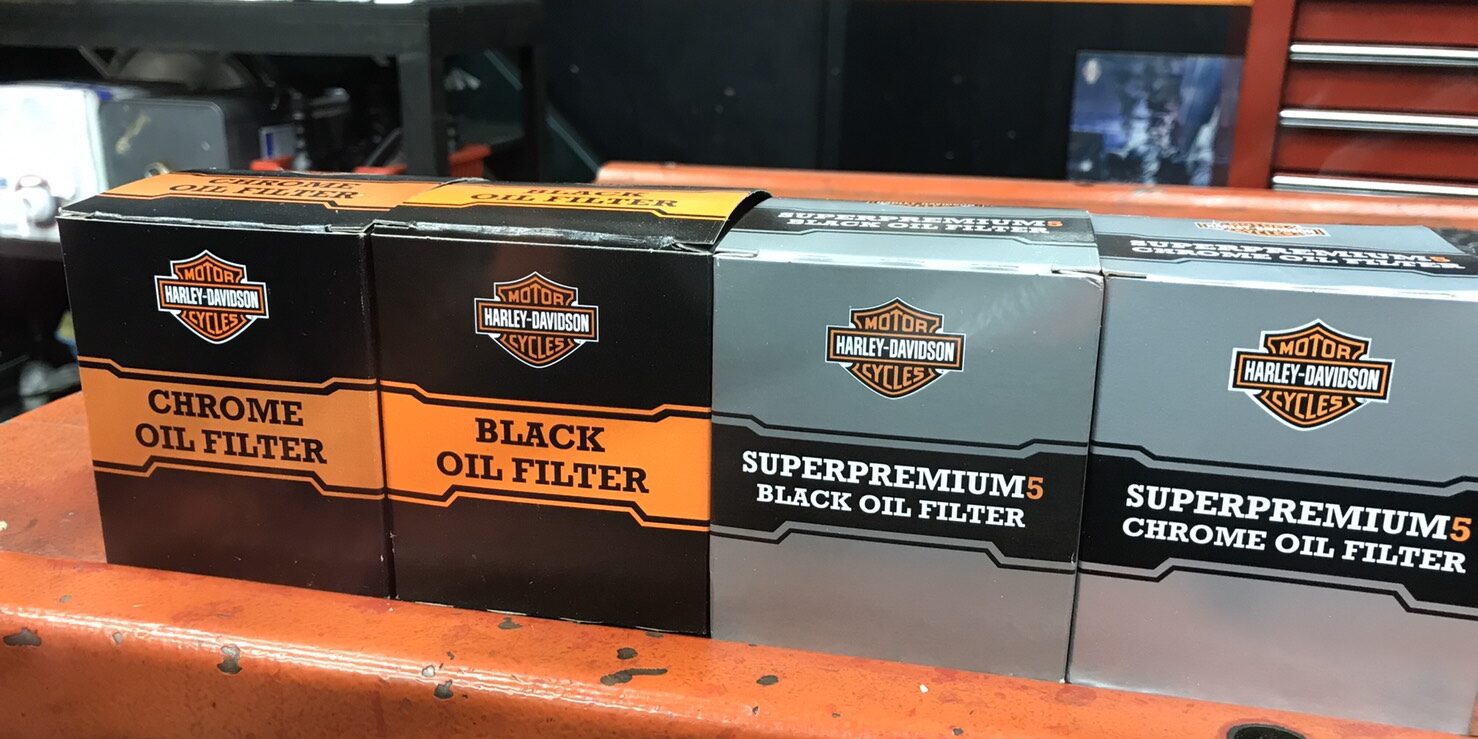 CHROME
OIL FILTER
BLACK
OIL FILTER
SUPERPREMIUM5
BLACK OIL FILTER
SUPERPREMIUM5
CHROME OIL FILTER
MOTOR
HARLEY-DAVIDSON
CYCLES
CHROME
OIL FILTER
MOTOR
HARLEY-DAVIDSON
CYCLES
BLACK
OIL FILTER
MOTOR
HARLEY-DAVIDSON
CYCLES
SUPERPREMIUM5
BLACK OIL FILTER
MOTOR
HARLEY-DAVIDSON
CYCLES
SUPERPREMIUM5
CHROME OIL FILTER